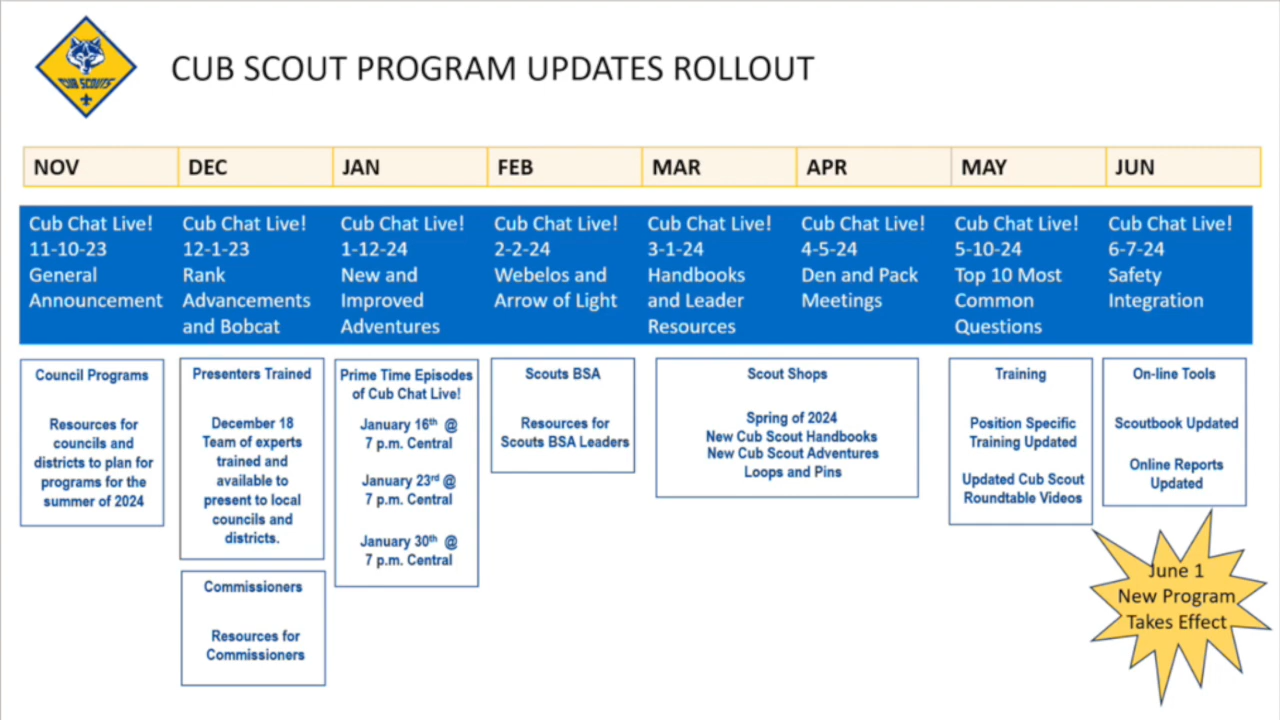 CUB SCOUTS
CUB SCOUT PROGRAM UPDATES ROLLOUT
NOV
DEC
JAN
FEB
MAR
APR
MAY
JUN
Cub Chat Live!
11-10-23
General
Announcement
Cub Chat Live!
12-1-23
Rank
Advancements
and Bobcat
Cub Chat Live!
1-12-24
New and
Improved
Adventures
Cub Chat Live!
2-2-24
Webelos and
Arrow of Light
Cub Chat Live!
3-1-24
Handbooks
and Leader
Resources
Cub Chat Live!
4-5-24
Den and Pack
Meetings
Cub Chat Live!
5-10-24
Top 10 Most
Common
Questions
Cub Chat Live!
6-7-24
Safety
Integration
Council Programs
Resources for
councils and
districts to plan for
programs for the
summer of 2024
Presenters Trained
December 18
Team of experts
trained and
available to
present to local
councils and
districts.
Commissioners
Resources for
Commissioners
Prime Time Episodes
of Cub Chat Live!
January 16th @
7 p.m. Central
January 23rd @
7 p.m. Central
January 30th @
7 p.m. Central
Scouts BSA
Resources for
Scouts BSA Leaders
Scout Shops
Spring of 2024
New Cub Scout Handbooks
New Cub Scout Adventures
Loops and Pins
Training
Position Specific
Training Updated
Updated Cub Scout
Roundtable Videos
On-line Tools
Scoutbook Updated
Online Reports
Updated
June 1
New Program
Takes Effect